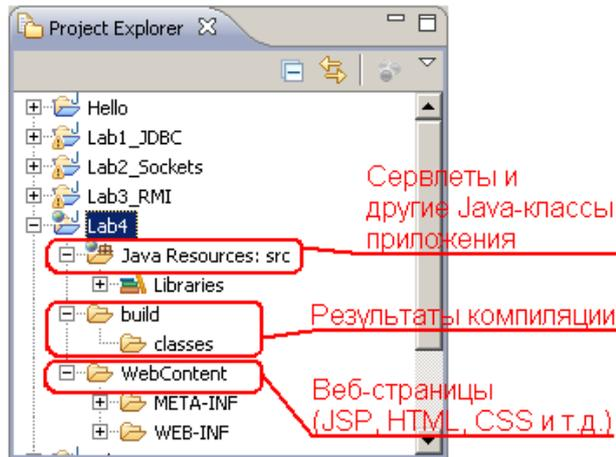 Project Explorer
Hello
Lab1_JDBC
Lab2_Sockets
Lab3_RMI
Lab4
Java Resources: src
Libraries
build
classes
WebContent
META-INF
WEB-INF
Сервлеты и
другие Java-классы
приложения
Результаты компиляции
Веб-страницы
(JSP, HTML, CSS и т.д.)